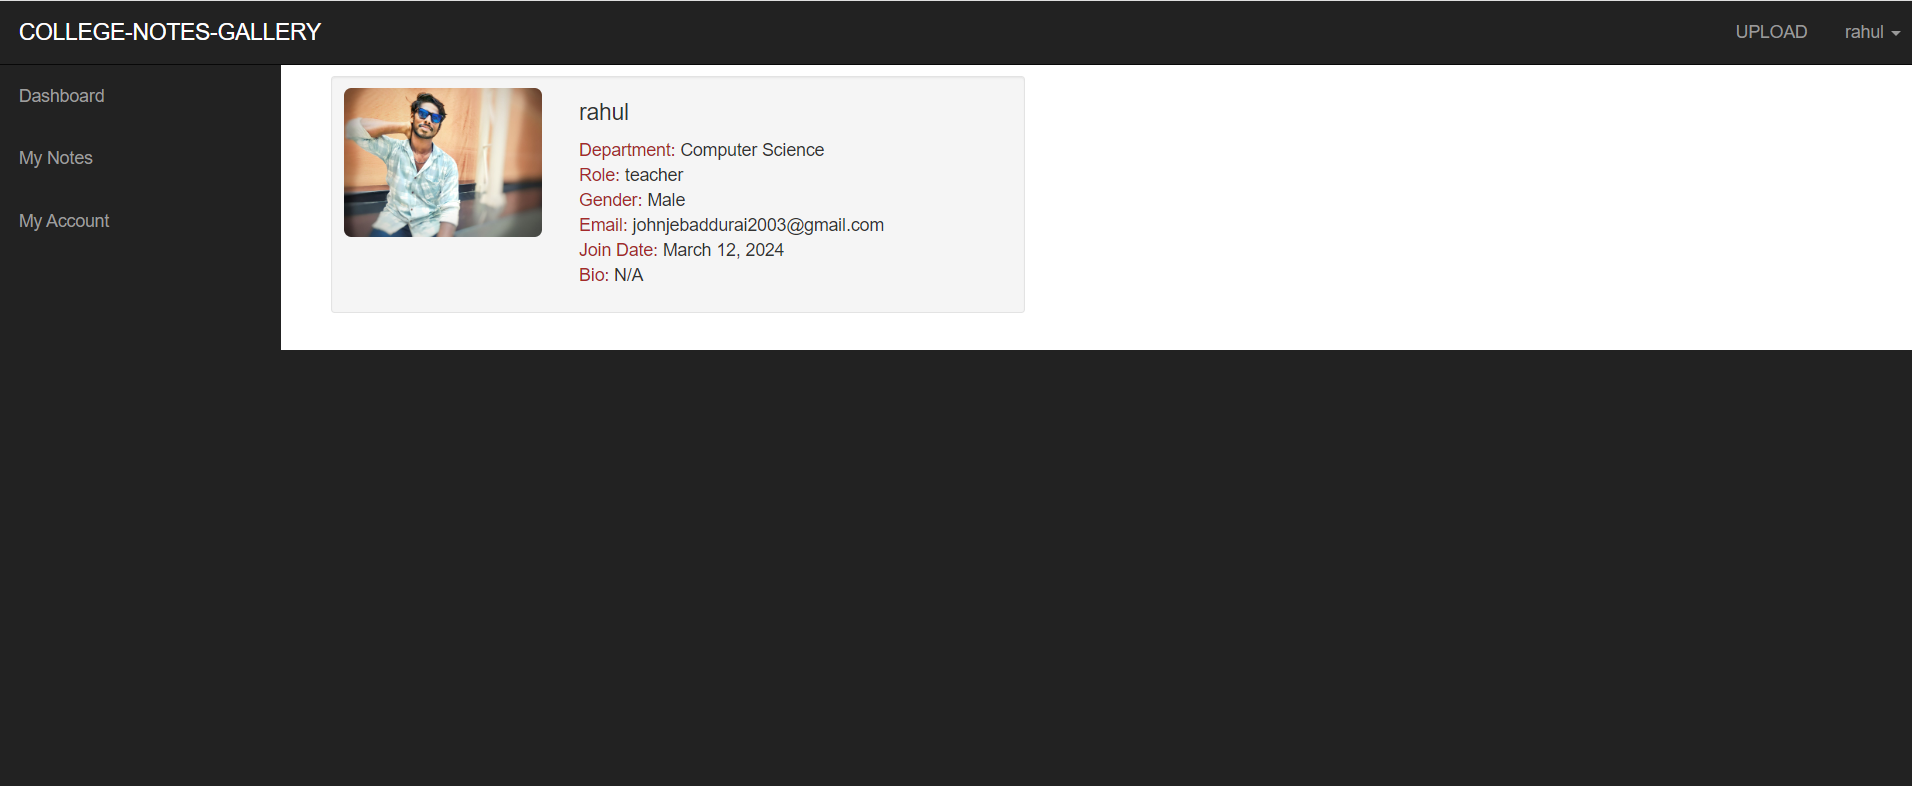 COLLEGE-NOTES-GALLERY
UPLOAD
rahul
Dashboard
My Notes
My Account
rahul
Department: Computer Science
Role: teacher
Gender: Male
Email: johnjebaddurai2003@gmail.com
Join Date: March 12, 2024
Bio: N/A